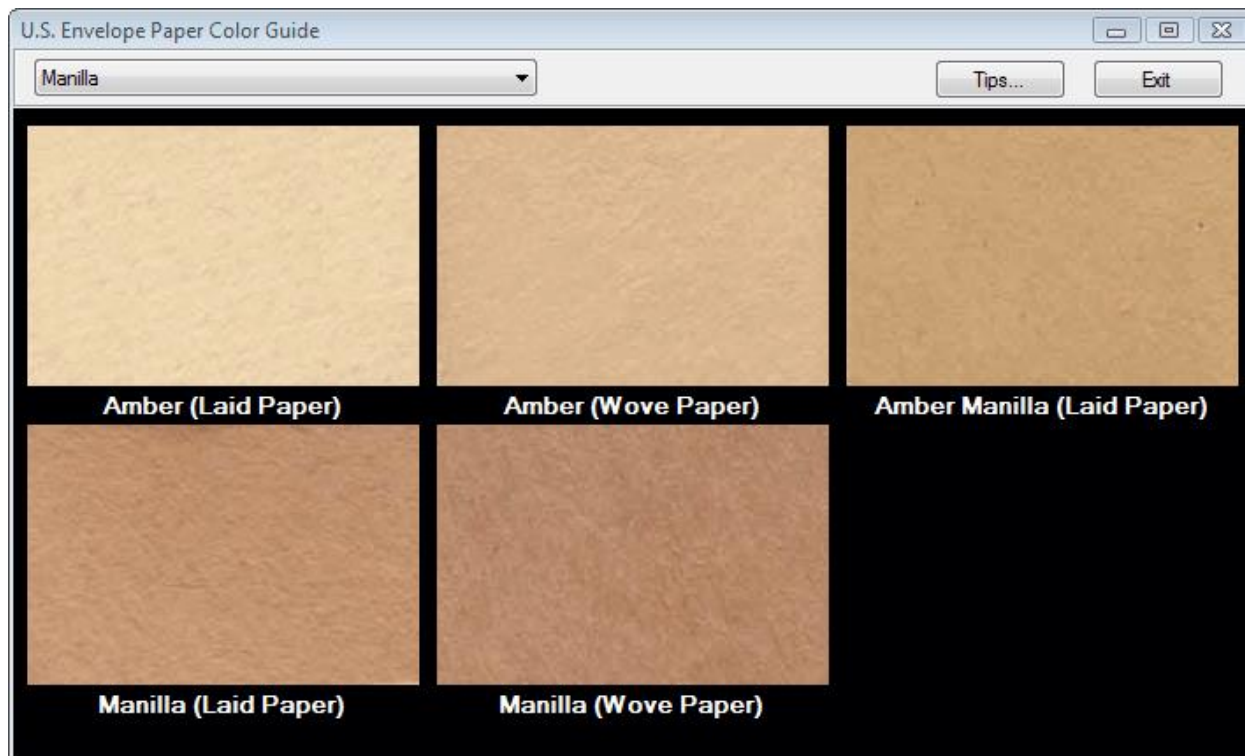 U.S. Envelope Paper Color Guide
Manilla
Tips...
Exit
Amber (Laid Paper)
Amber (Wove Paper)
Amber Manilla (Laid Paper)
Manilla (Laid Paper)
Manilla (Wove Paper)